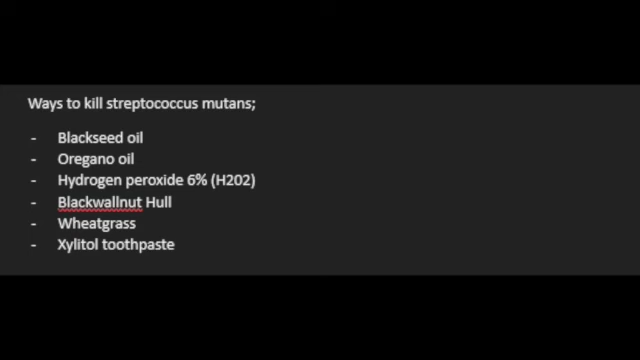 Ways to kill streptococcus mutans;
- Blackseed oil
- Oregano oil
- Hydrogen peroxide 6% (H202)
- Blackwallnut Hull
- Wheatgrass
- Xylitol toothpaste